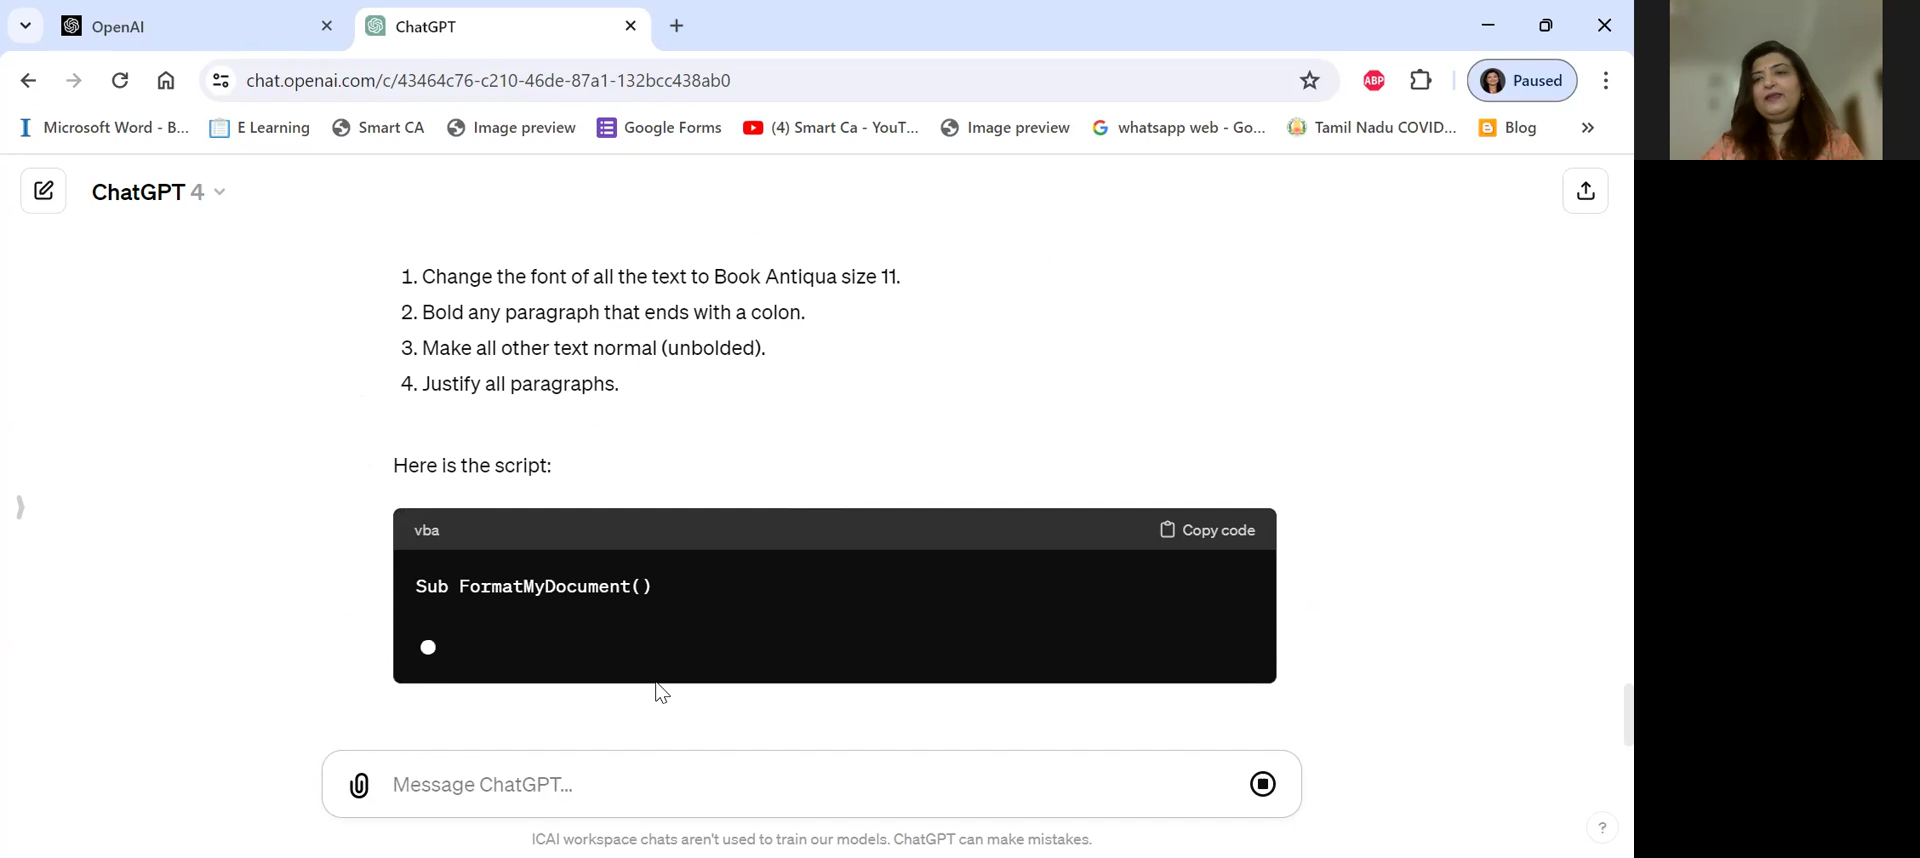 OpenAI
ChatGPT
chat.openai.com/c/43464c76-c210-46de-87a1-132bcc438ab0
ABP
Paused
Microsoft Word - B...
E Learning
Smart CA
Image preview
Google Forms
(4) Smart Ca - YouT...
Image preview
whatsapp web - Go...
Tamil Nadu COVID...
Blog
»
ChatGPT 4
1. Change the font of all the text to Book Antiqua size 11.
2. Bold any paragraph that ends with a colon.
3. Make all other text normal (unbolded).
4. Justify all paragraphs.
Here is the script:
vba
Copy code
Sub FormatMyDocument()
Message ChatGPT...
ICAI workspace chats aren't used to train our models. ChatGPT can make mistakes.
?